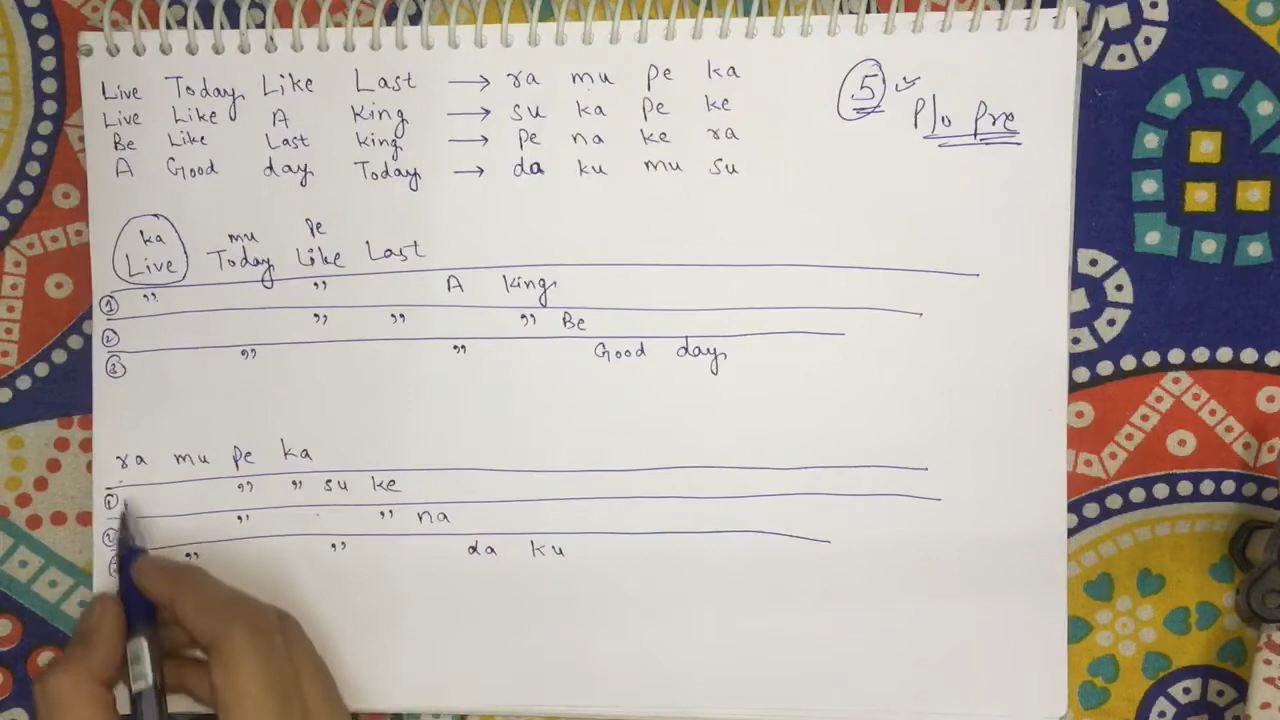 Live Today Like Last → ra mu pe ka
Live Like A King → su ka pe ke
Be Like Last king → pe na ke ra
A Good day Today → da ku mu su
5 P/o Pre
ka mu pe
Live Today Like Last
① " " A King
② " " " Be
③ " " Good day
ra mu pe ka
① " " su ke
② " " na
" " da ku